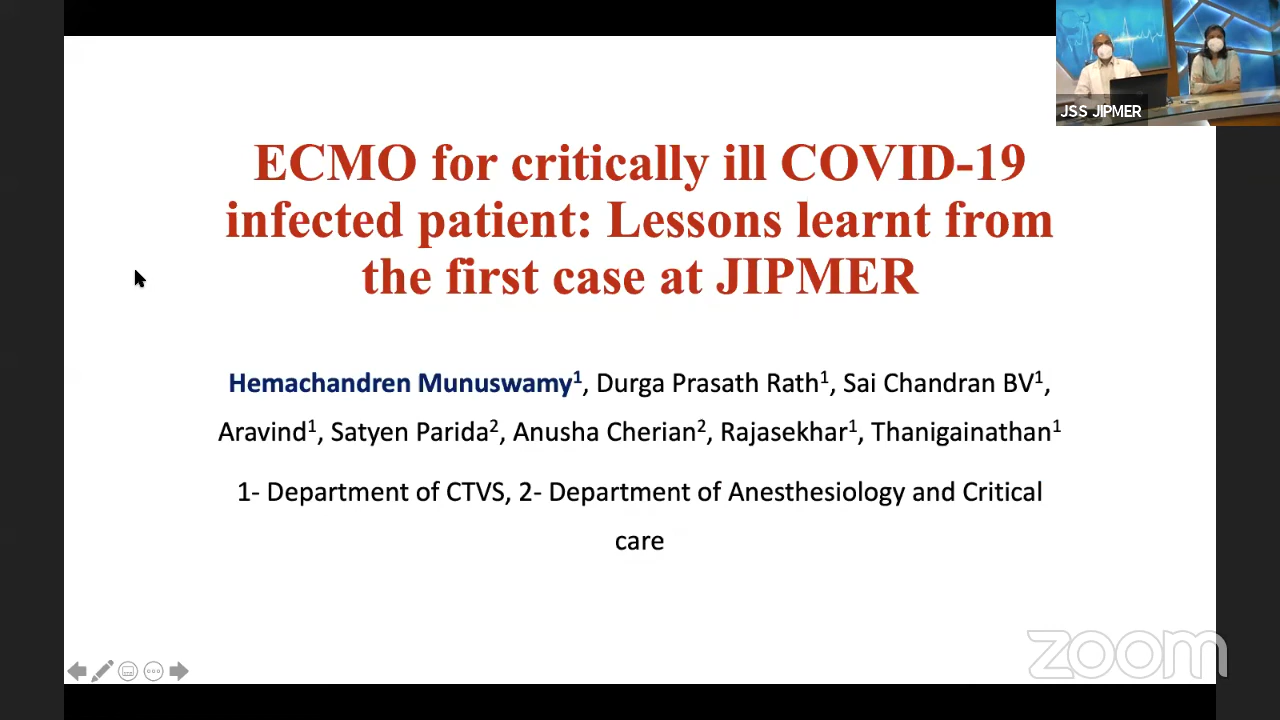 JSS JIPMER
ECMO for critically ill COVID-19
infected patient: Lessons learnt from
the first case at JIPMER
Hemachandren Munuswamy1, Durga Prasath Rath1, Sai Chandran BV1,
Aravind1, Satyen Parida2, Anusha Cherian2, Rajasekhar1, Thanigainathan1
1- Department of CTVS, 2- Department of Anesthesiology and Critical
care
zoom